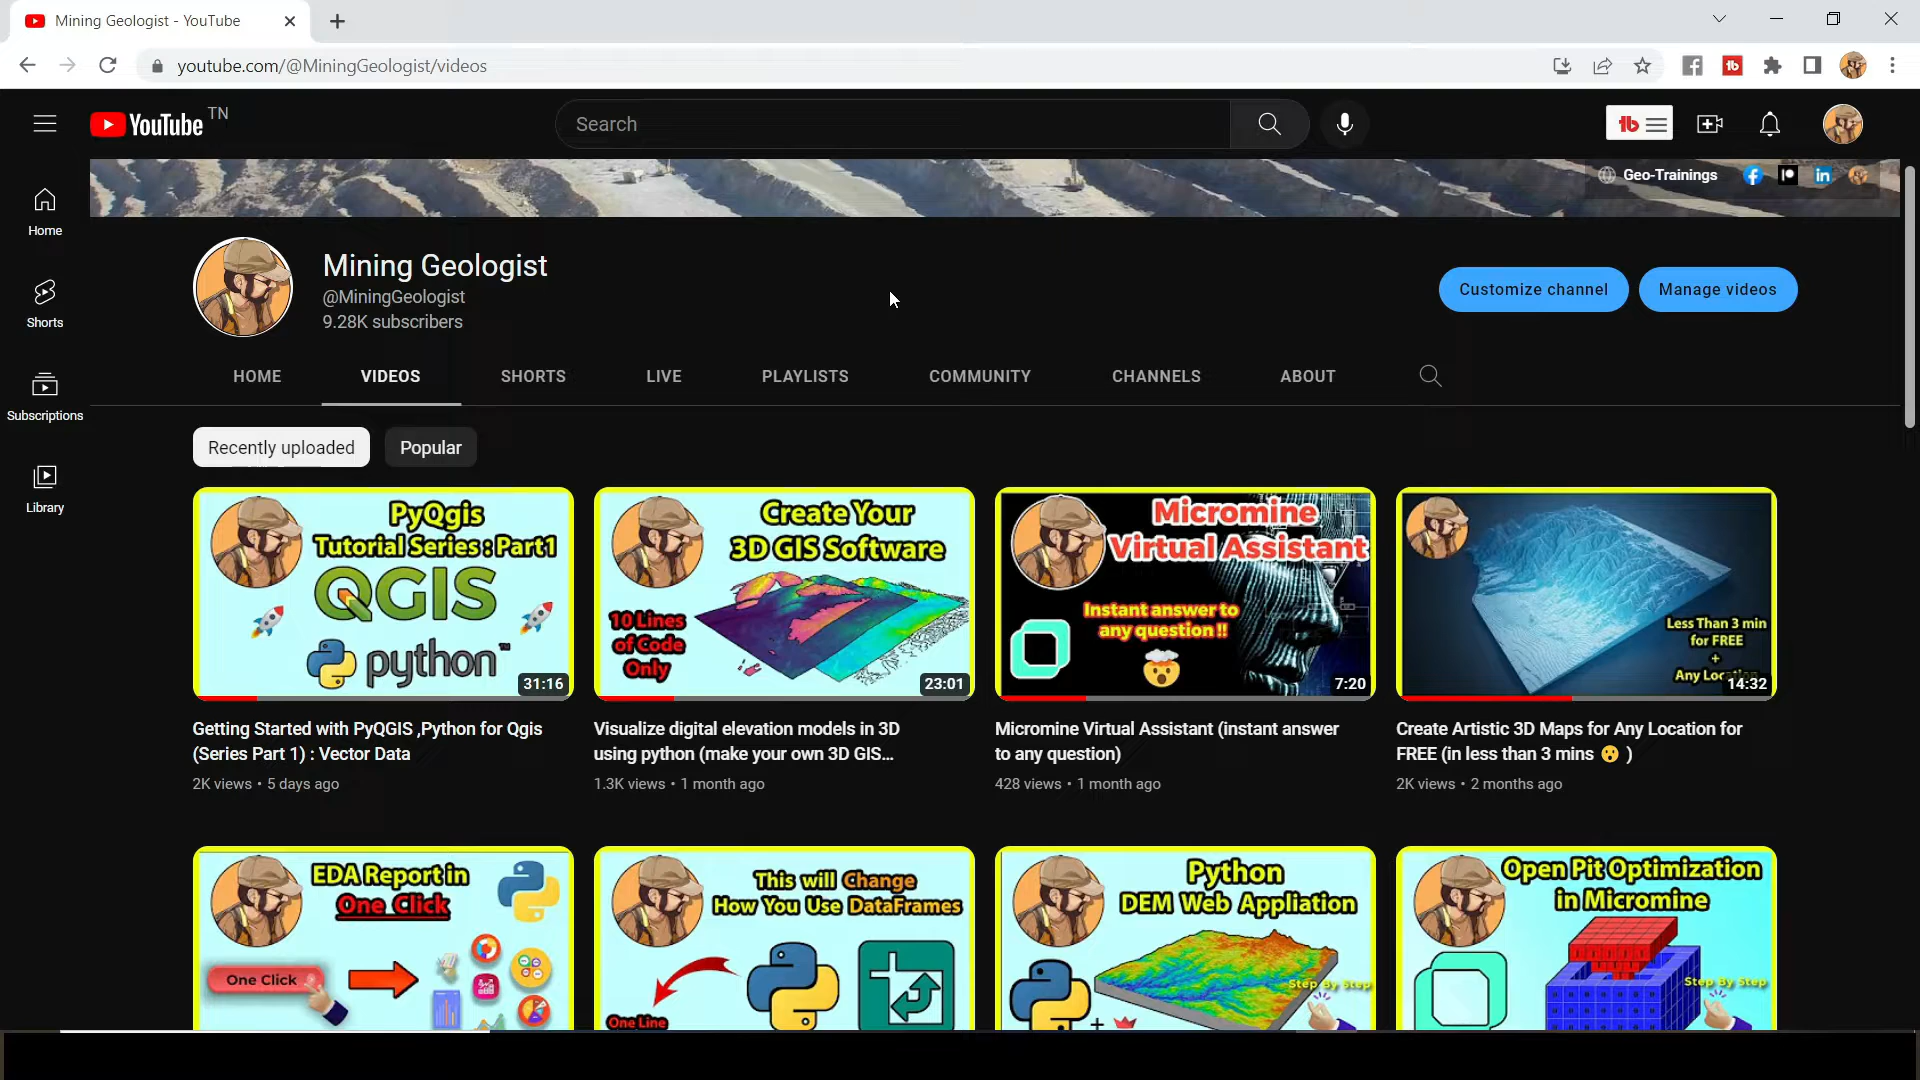 Mining Geologist - YouTube
youtube.com/@MiningGeologist/videos
YouTube TN
Search
Geo-Trainings
Home
Shorts
Subscriptions
Library
Mining Geologist
@MiningGeologist
9.28K subscribers
Customize channel
Manage videos
HOME VIDEOS SHORTS LIVE PLAYLISTS COMMUNITY CHANNELS ABOUT
Recently uploaded
Popular
PyQgis
Tutorial Series : Part1
QGIS
python™
31:16
Create Your
3D GIS Software
10 Lines
of Code
Only
23:01
Micromine
Virtual Assistant
Instant answer to
any question !!
7:20
Less Than 3 min
for FREE
+
Any Loc
14:32
Getting Started with PyQGIS ,Python for Qgis
(Series Part 1) : Vector Data
2K views • 5 days ago
Visualize digital elevation models in 3D
using python (make your own 3D GIS...
1.3K views • 1 month ago
Micromine Virtual Assistant (instant answer
to any question)
428 views • 1 month ago
Create Artistic 3D Maps for Any Location for
FREE (in less than 3 mins 😮 )
2K views • 2 months ago
EDA Report in
One Click
One Click
This will Change
How You Use DataFrames
One Line
Python
DEM Web Appliation
Step By Step
+
Open Pit Optimization
in Micromine
Step By Step